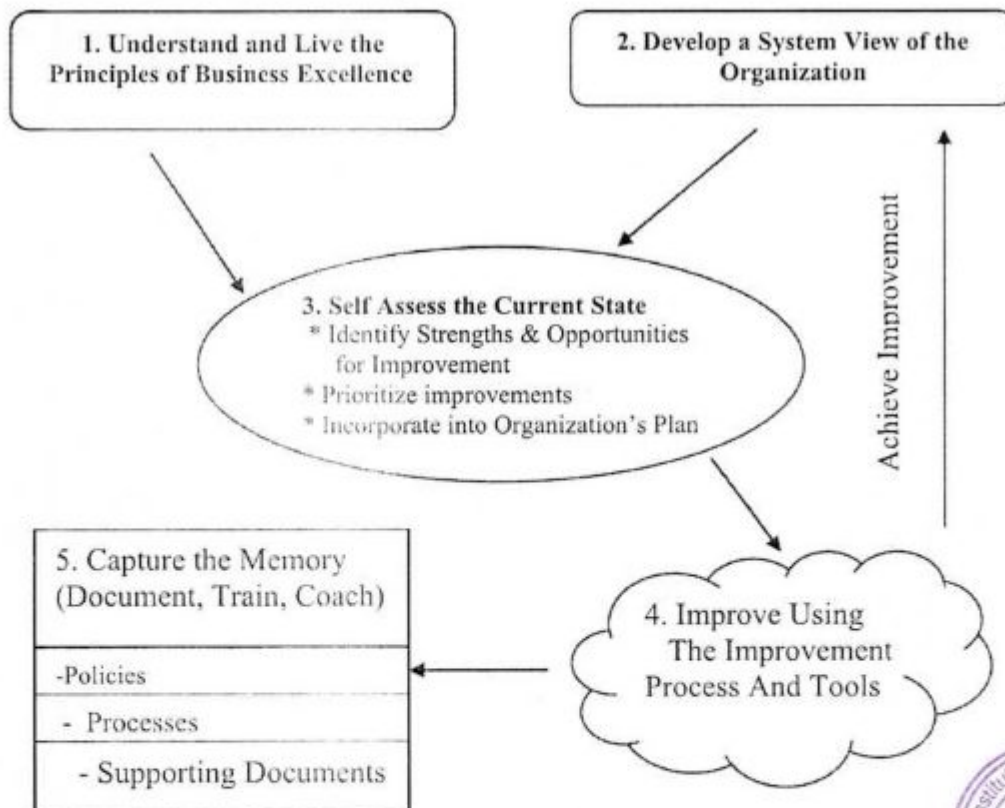 1. Understand and Live the
Principles of Business Excellence
2. Develop a System View of the
Organization
3. Self Assess the Current State
* Identify Strengths & Opportunities
for Improvement
* Prioritize improvements
* Incorporate into Organization's Plan
Achieve Improvement
5. Capture the Memory
(Document, Train, Coach)
-Policies
- Processes
- Supporting Documents
4. Improve Using
The Improvement
Process And Tools